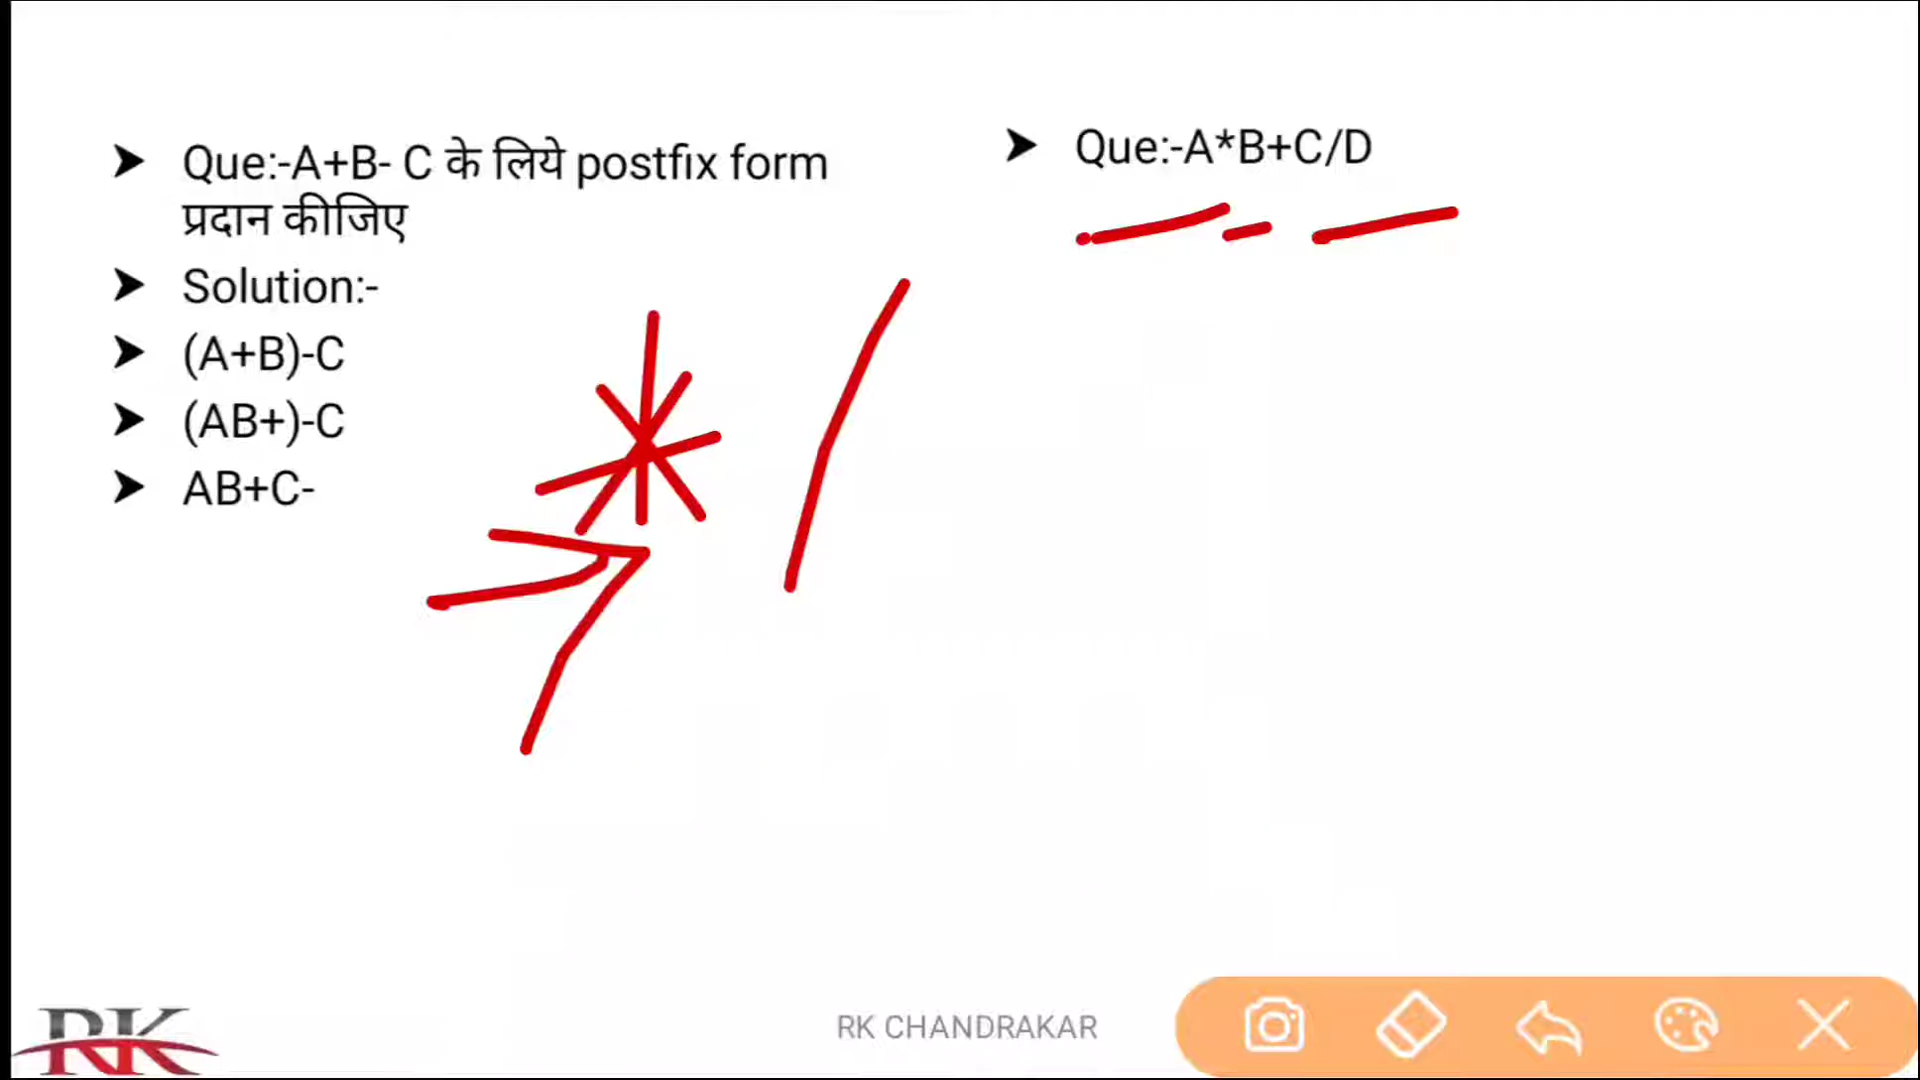 Que:-A+B- C के लिये postfix form
प्रदान कीजिए
Solution:-
(A+B)-C
(AB+)-C
AB+C-
Que:-A*B+C/D
* /
RK
RK CHANDRAKAR